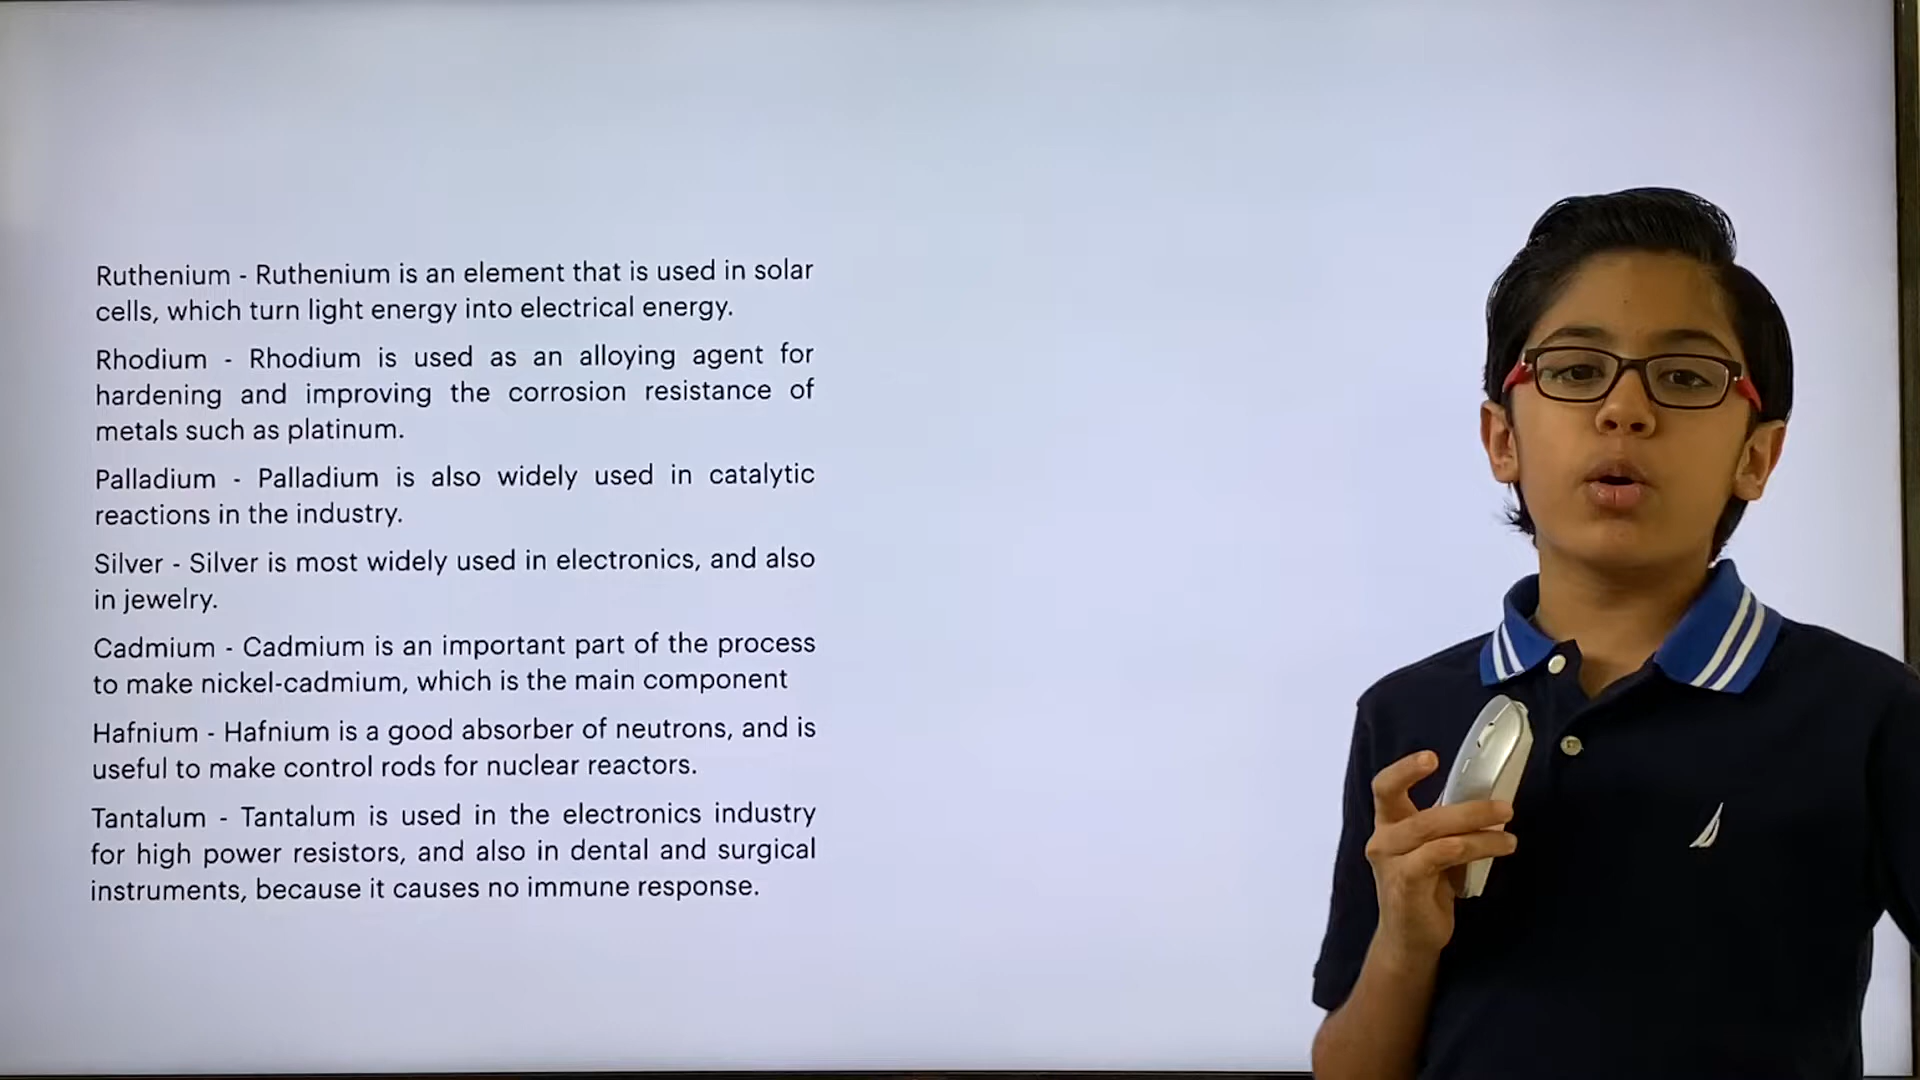 Ruthenium - Ruthenium is an element that is used in solar
cells, which turn light energy into electrical energy.
Rhodium - Rhodium is used as an alloying agent for
hardening and improving the corrosion resistance of
metals such as platinum.
Palladium - Palladium is also widely used in catalytic
reactions in the industry.
Silver - Silver is most widely used in electronics, and also
in jewelry.
Cadmium - Cadmium is an important part of the process
to make nickel-cadmium, which is the main component
Hafnium - Hafnium is a good absorber of neutrons, and is
useful to make control rods for nuclear reactors.
Tantalum - Tantalum is used in the electronics industry
for high power resistors, and also in dental and surgical
instruments, because it causes no immune response.